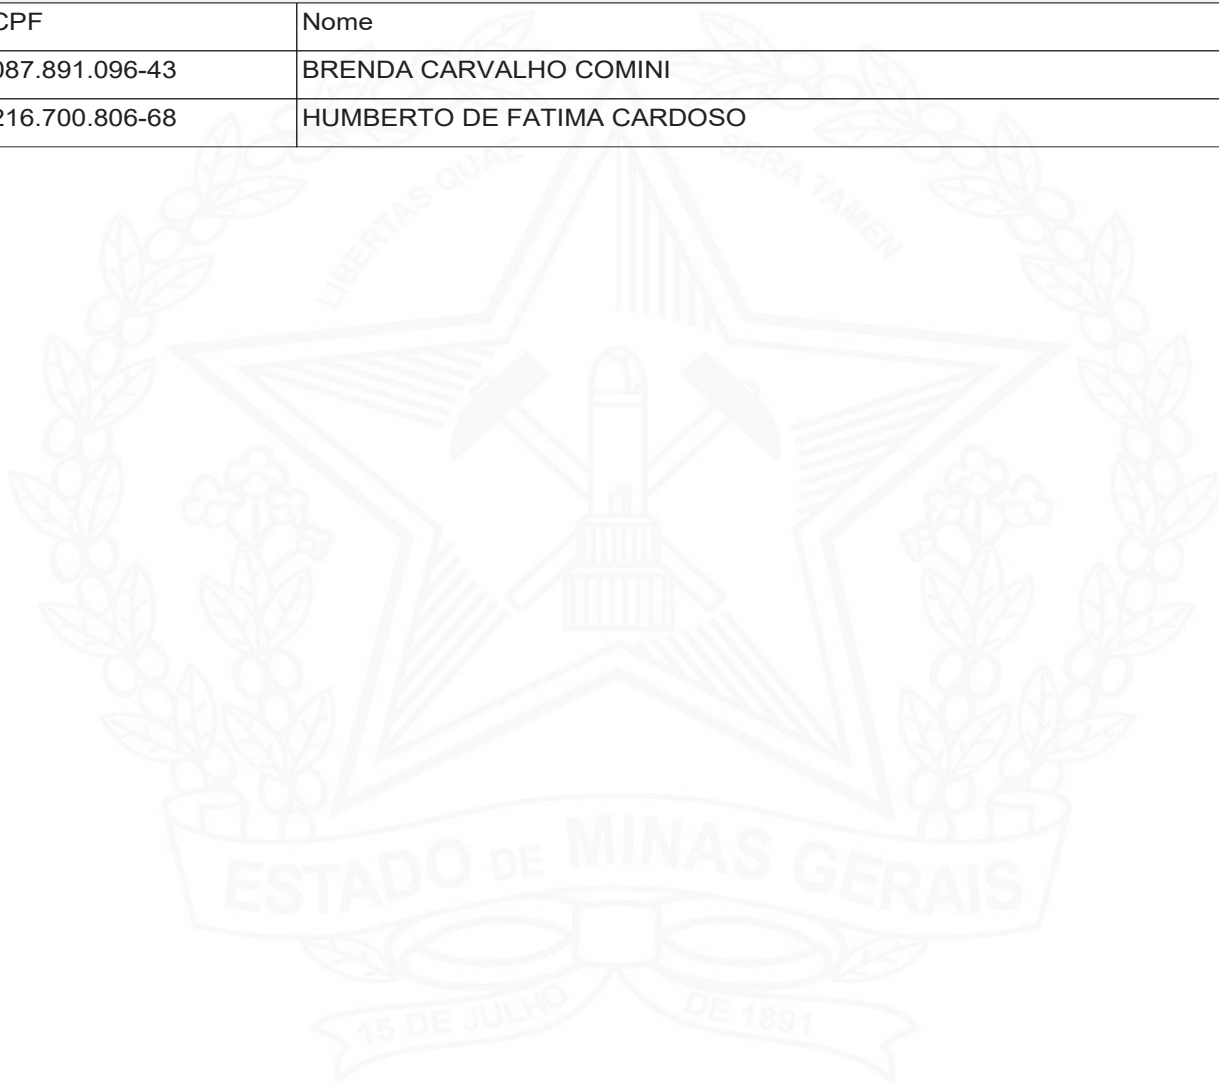 CPF Nome
087.891.096-43 BRENDA CARVALHO COMINI
216.700.806-68 HUMBERTO DE FATIMA CARDOSO
LIBERTAS QUAE SERA TAMEN
ESTADO DE MINAS GERAIS
15 DE JULHO DE 1891